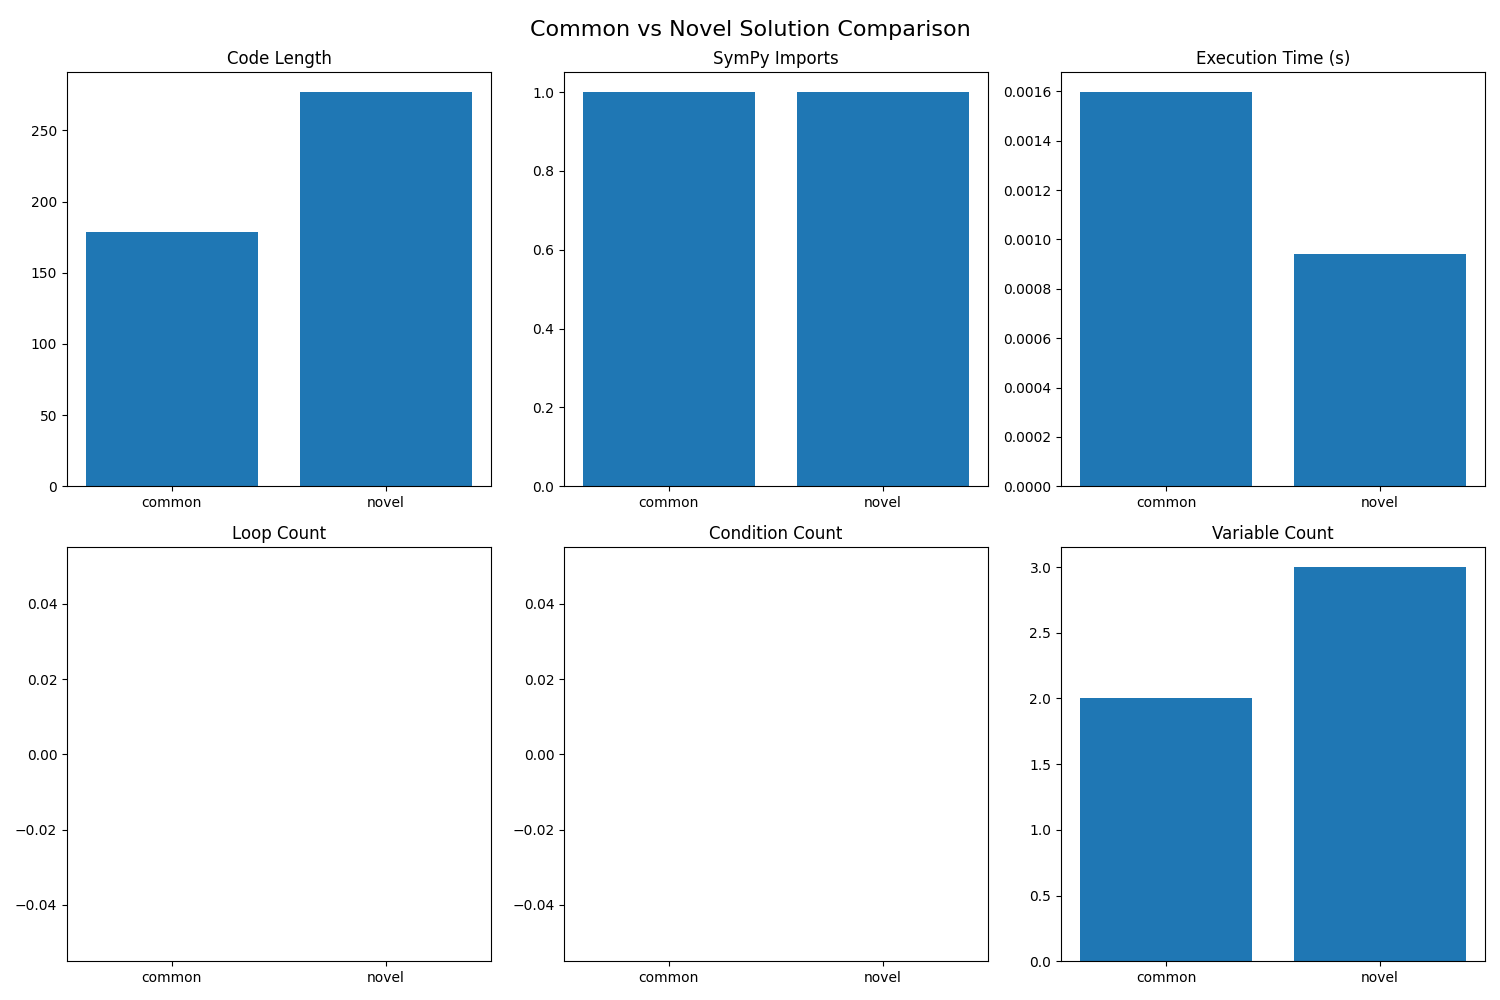 Common vs Novel Solution Comparison
Code Length
250
200
150
100
50
0
common novel
SymPy Imports
1.0
0.8
0.6
0.4
0.2
0.0
common novel
Execution Time (s)
0.0016
0.0014
0.0012
0.0010
0.0008
0.0006
0.0004
0.0002
0.0000
common novel
Loop Count
0.04
0.02
0.00
−0.02
−0.04
common novel
Condition Count
0.04
0.02
0.00
−0.02
−0.04
common novel
Variable Count
3.0
2.5
2.0
1.5
1.0
0.5
0.0
common novel